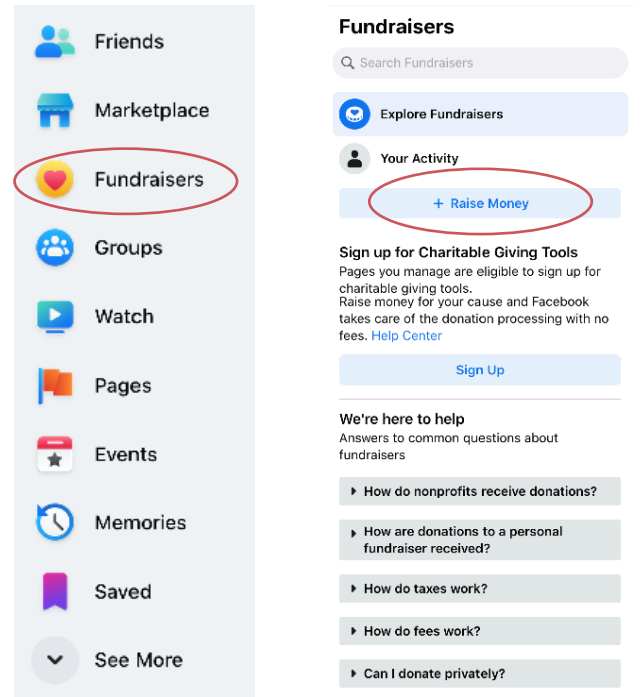 Friends
Marketplace
Fundraisers
Groups
Watch
Pages
Events
Memories
Saved
See More
Fundraisers
Search Fundraisers
Explore Fundraisers
Your Activity
+ Raise Money
Sign up for Charitable Giving Tools
Pages you manage are eligible to sign up for
charitable giving tools.
Raise money for your cause and Facebook
takes care of the donation processing with no
fees. Help Center
Sign Up
We're here to help
Answers to common questions about
fundraisers
How do nonprofits receive donations?
How are donations to a personal
fundraiser received?
How do taxes work?
How do fees work?
Can I donate privately?